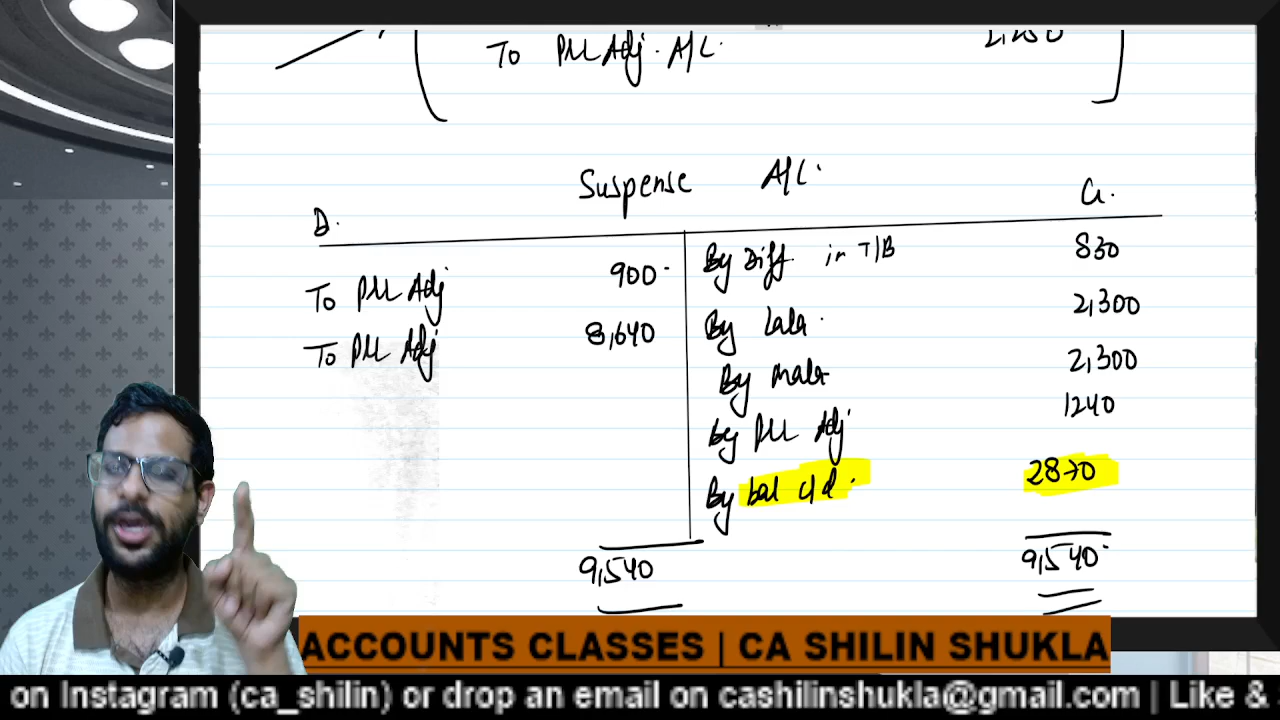 To P/L Adj. A/C.
Suspense A/C.
D. Cr.
To P/L Adj 900 By Diff. in T/B 830
To P/L Adj 8,640 By Lala. 2,300
By Mala 2,300
By P/L Adj 1240
By bal c/d. 2870
9,540 9,540
ACCOUNTS CLASSES | CA SHILIN SHUKLA
on Instagram (ca_shilin) or drop an email on cashilinshukla@gmail.com | Like &